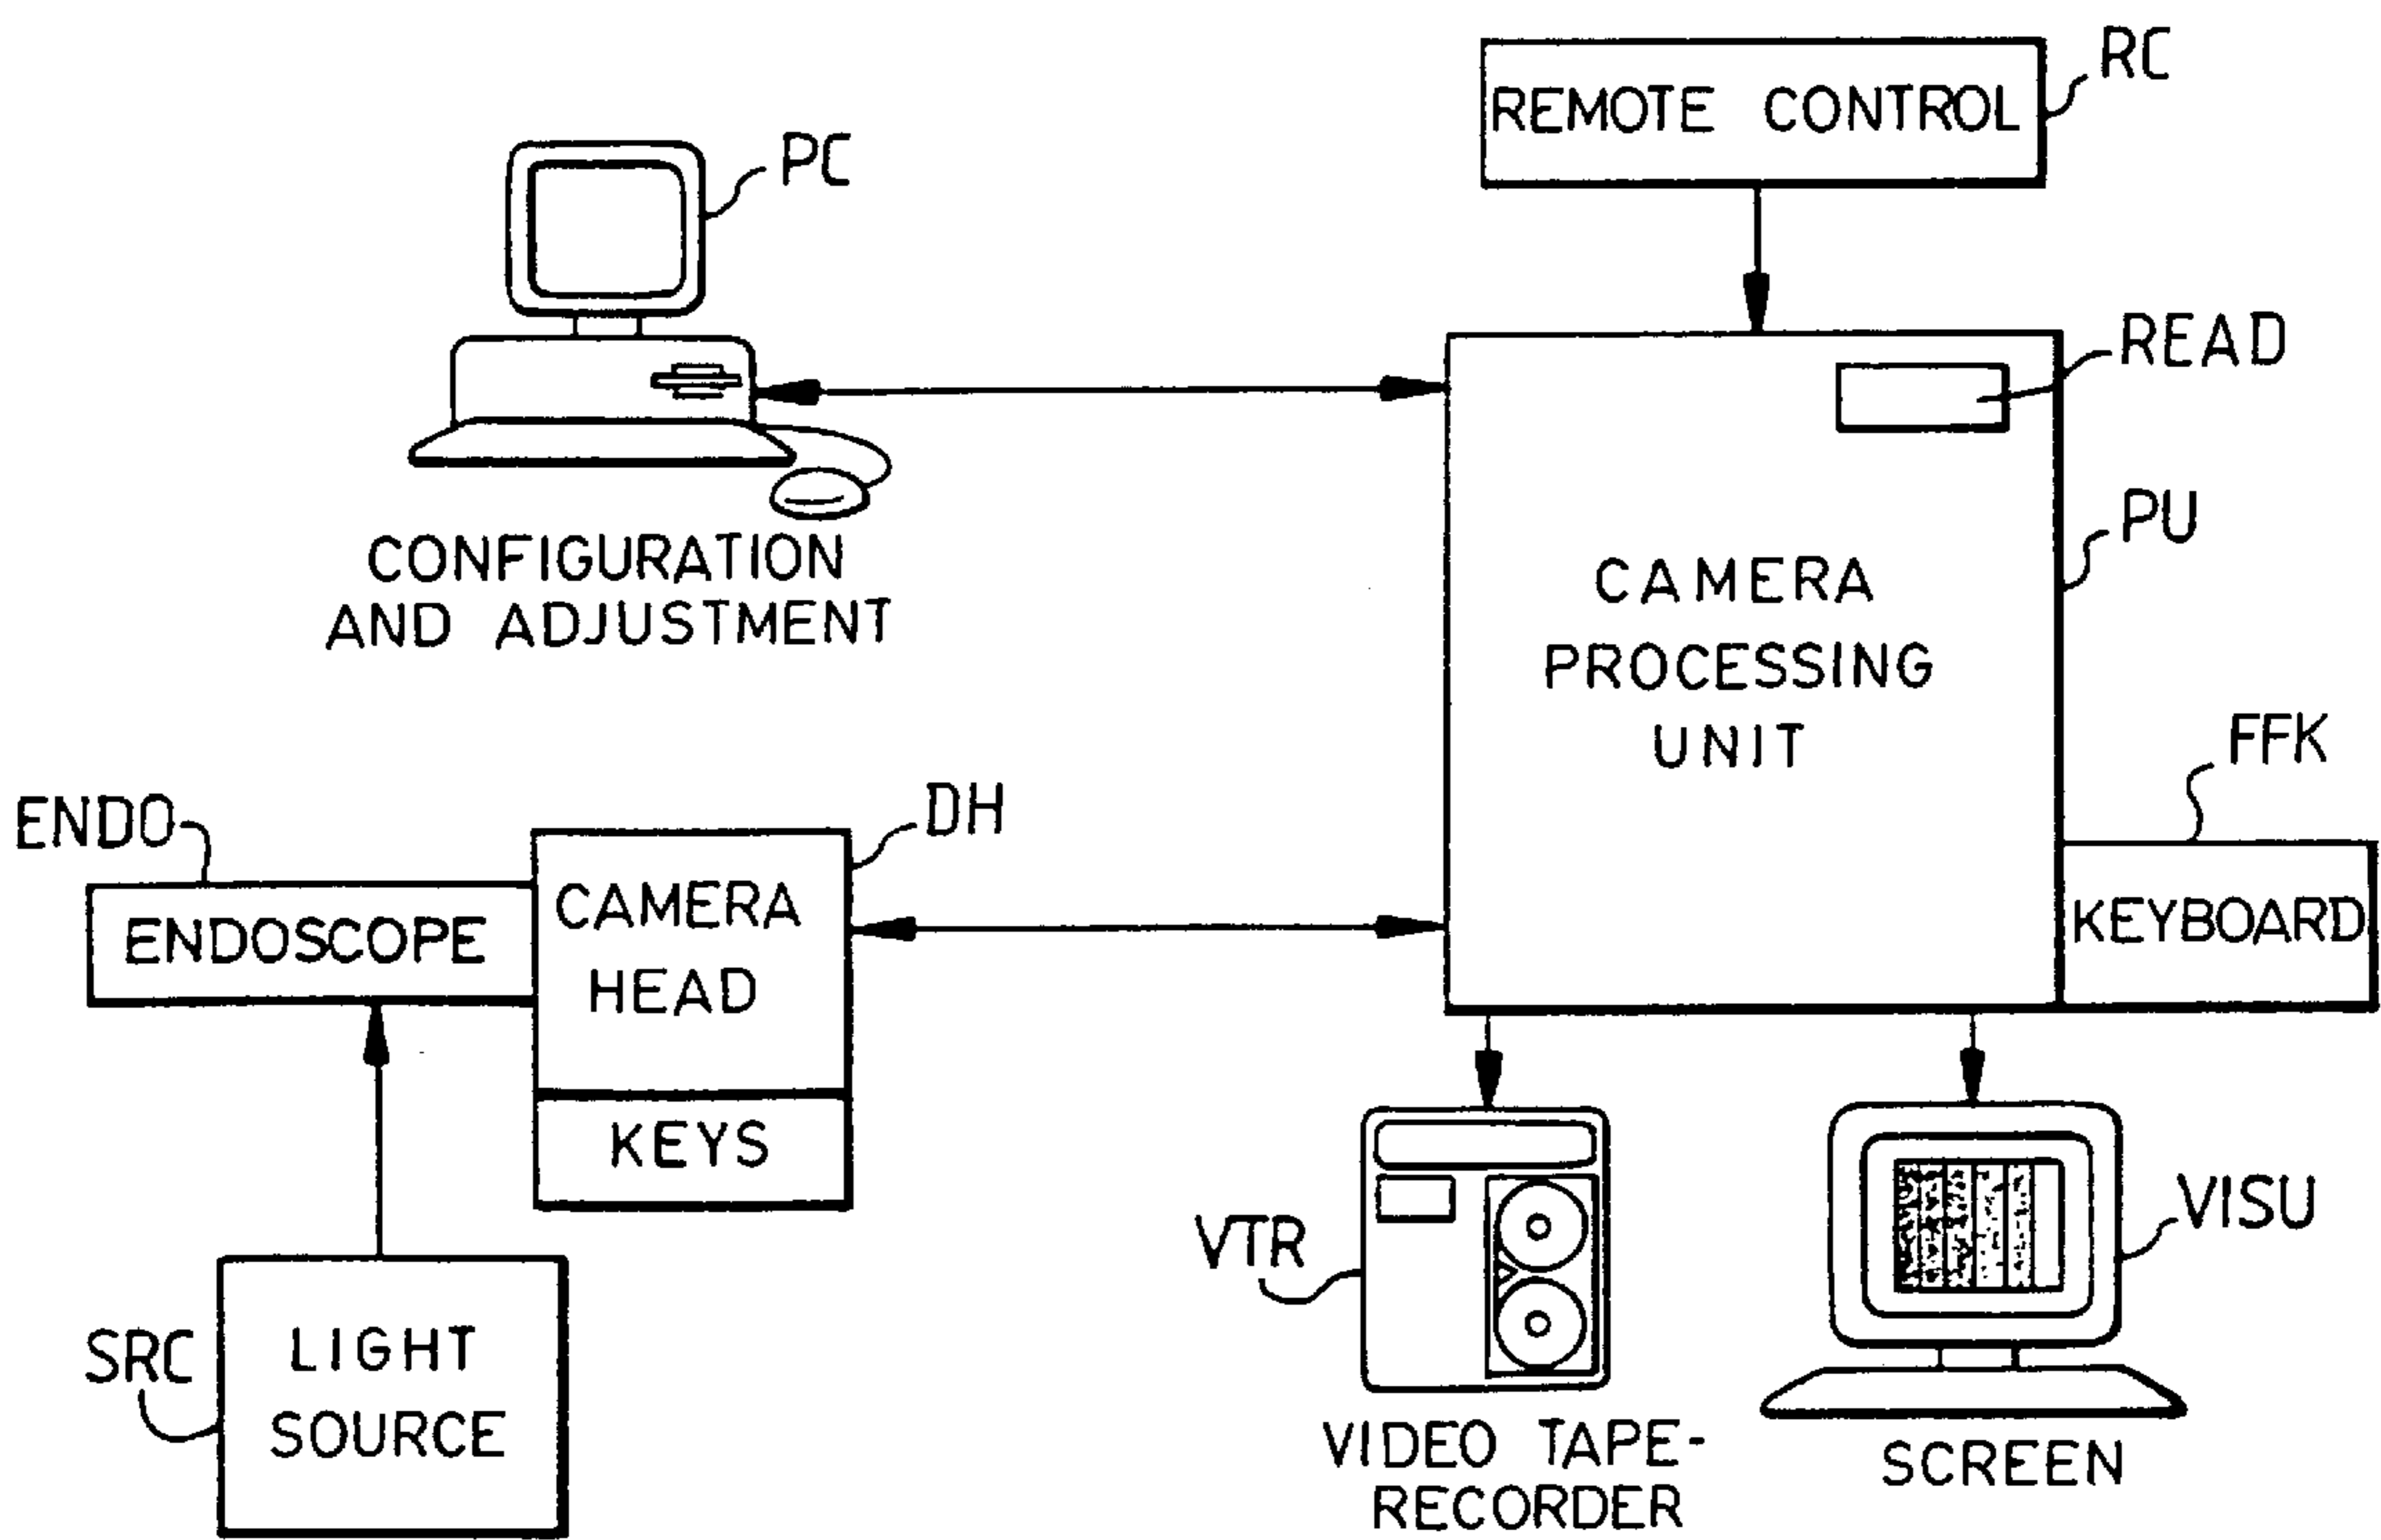 RC
REMOTE CONTROL
PC
READ
CONFIGURATION
AND ADJUSTMENT
PU
CAMERA
PROCESSING
UNIT
FFK
KEYBOARD
ENDO
DH
ENDOSCOPE
CAMERA
HEAD
KEYS
SRC
LIGHT
SOURCE
VTR
VISU
VIDEO TAPE-
RECORDER
SCREEN